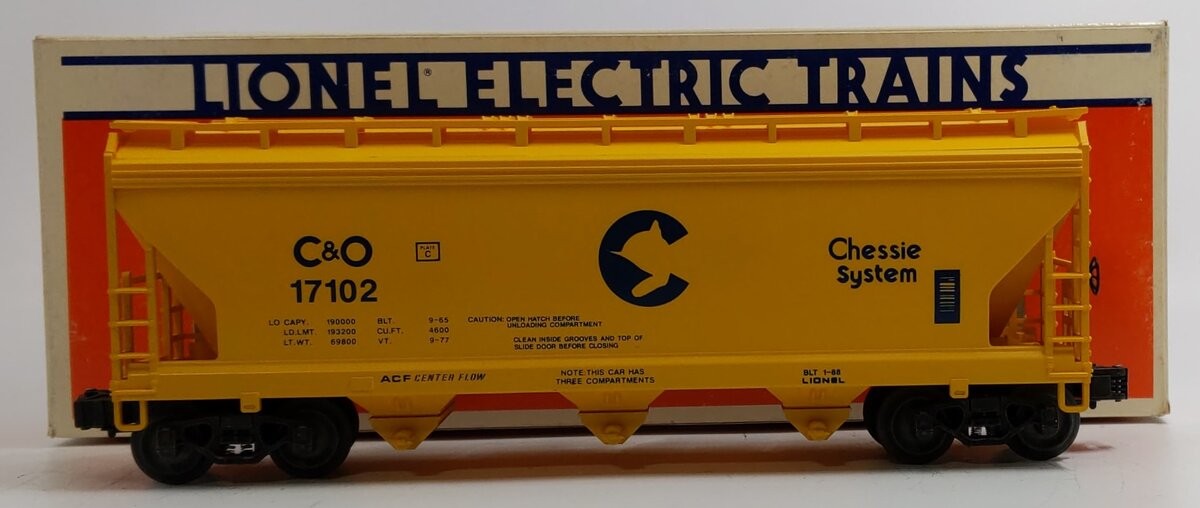 LIONEL® ELECTRIC TRAINS
C&O
17102
PLATE
C
Chessie
System
LD CAPY. 190000 BLT. 9-65
LD.LMT. 193200 CU.FT. 4600
LT.WT. 69800 VT. 9-77
CAUTION: OPEN HATCH BEFORE
UNLOADING COMPARTMENT
CLEAN INSIDE GROOVES AND TOP OF
SLIDE DOOR BEFORE CLOSING
ACF CENTER FLOW
NOTE: THIS CAR HAS
THREE COMPARTMENTS
BLT 1-88
LIONEL